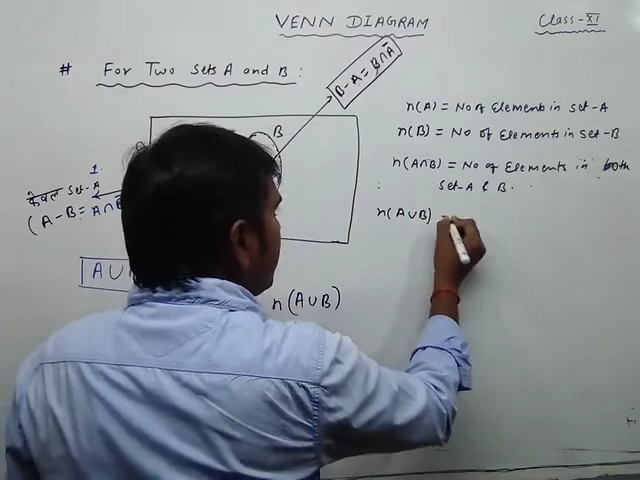 VENN DIAGRAM
Class-XI
# For Two Sets A and B :
B - A = B∩A̅
B
n(A) = No of Elements in Set-A
n(B) = No of Elements in Set-B
n(A∩B) = No of Elements in both
Set-A & B.
n(A∪B)
1.
केवल Set-A
(A-B = A∩B
A∪
n(A∪B)